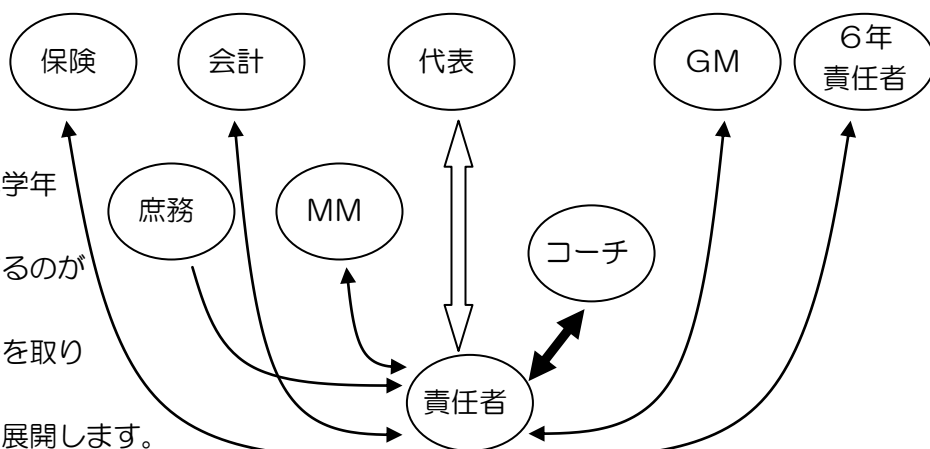 保険
会計
代表
GM
6年
責任者
学年
庶務
MM
コーチ
るのが
を取り
責任者
展開します。